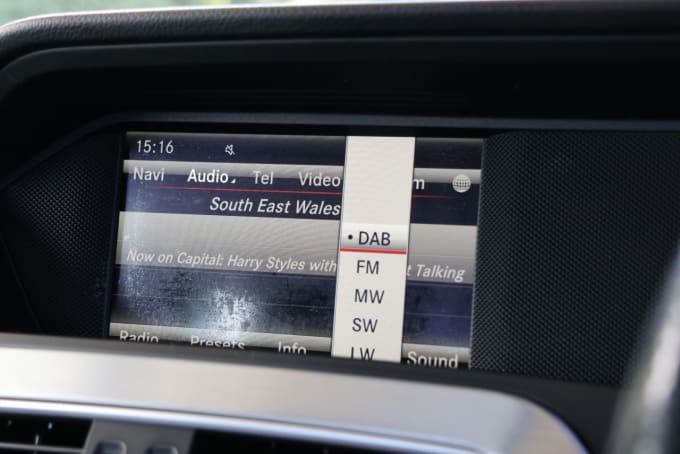 15:16
Navi Audio Tel Video m
South East Wales
Now on Capital: Harry Styles with t Talking
• DAB
FM
MW
SW
LW
Radio Presets Info Sound